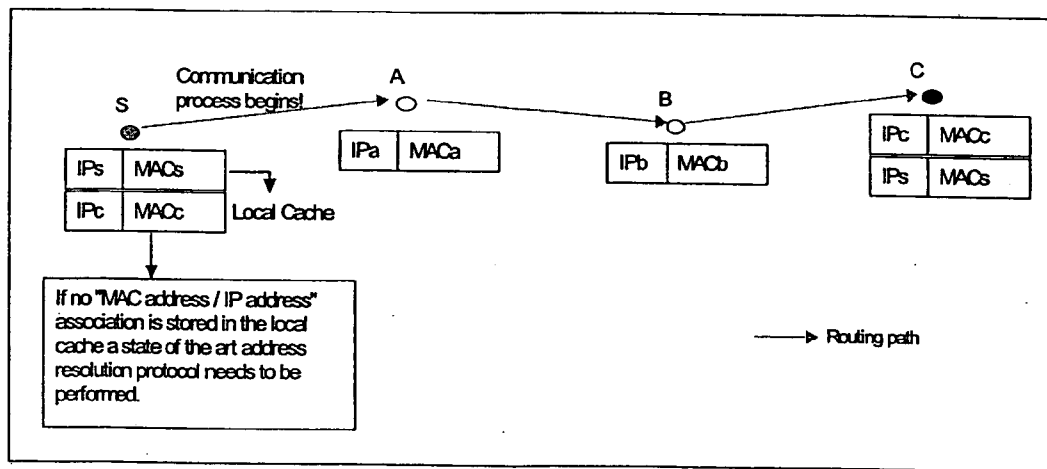 Communication
process begins!
S
A
B
C
IPs MACs
IPc MACc
Local Cache
IPa MACa
IPb MACb
IPc MACc
IPs MACs
If no "MAC address / IP address"
association is stored in the local
cache a state of the art address
resolution protocol needs to be
performed.
Routing path